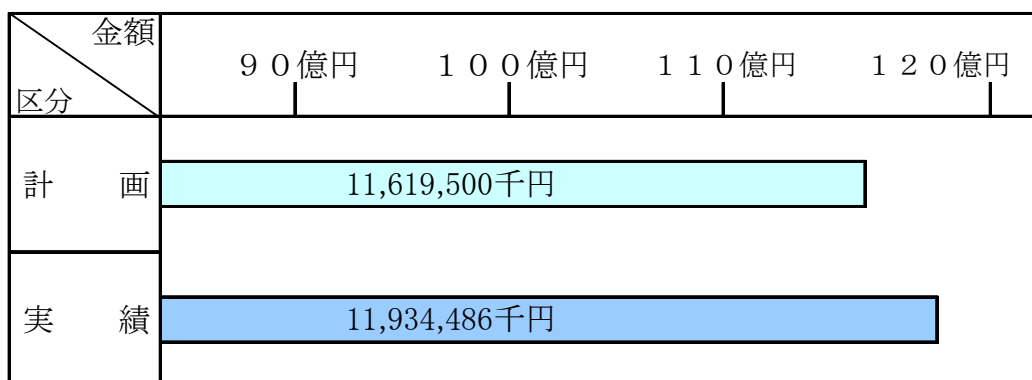 金額
９０億円　１００億円　１１０億円　１２０億円
区分
計　画　11,619,500千円
実　績　11,934,486千円